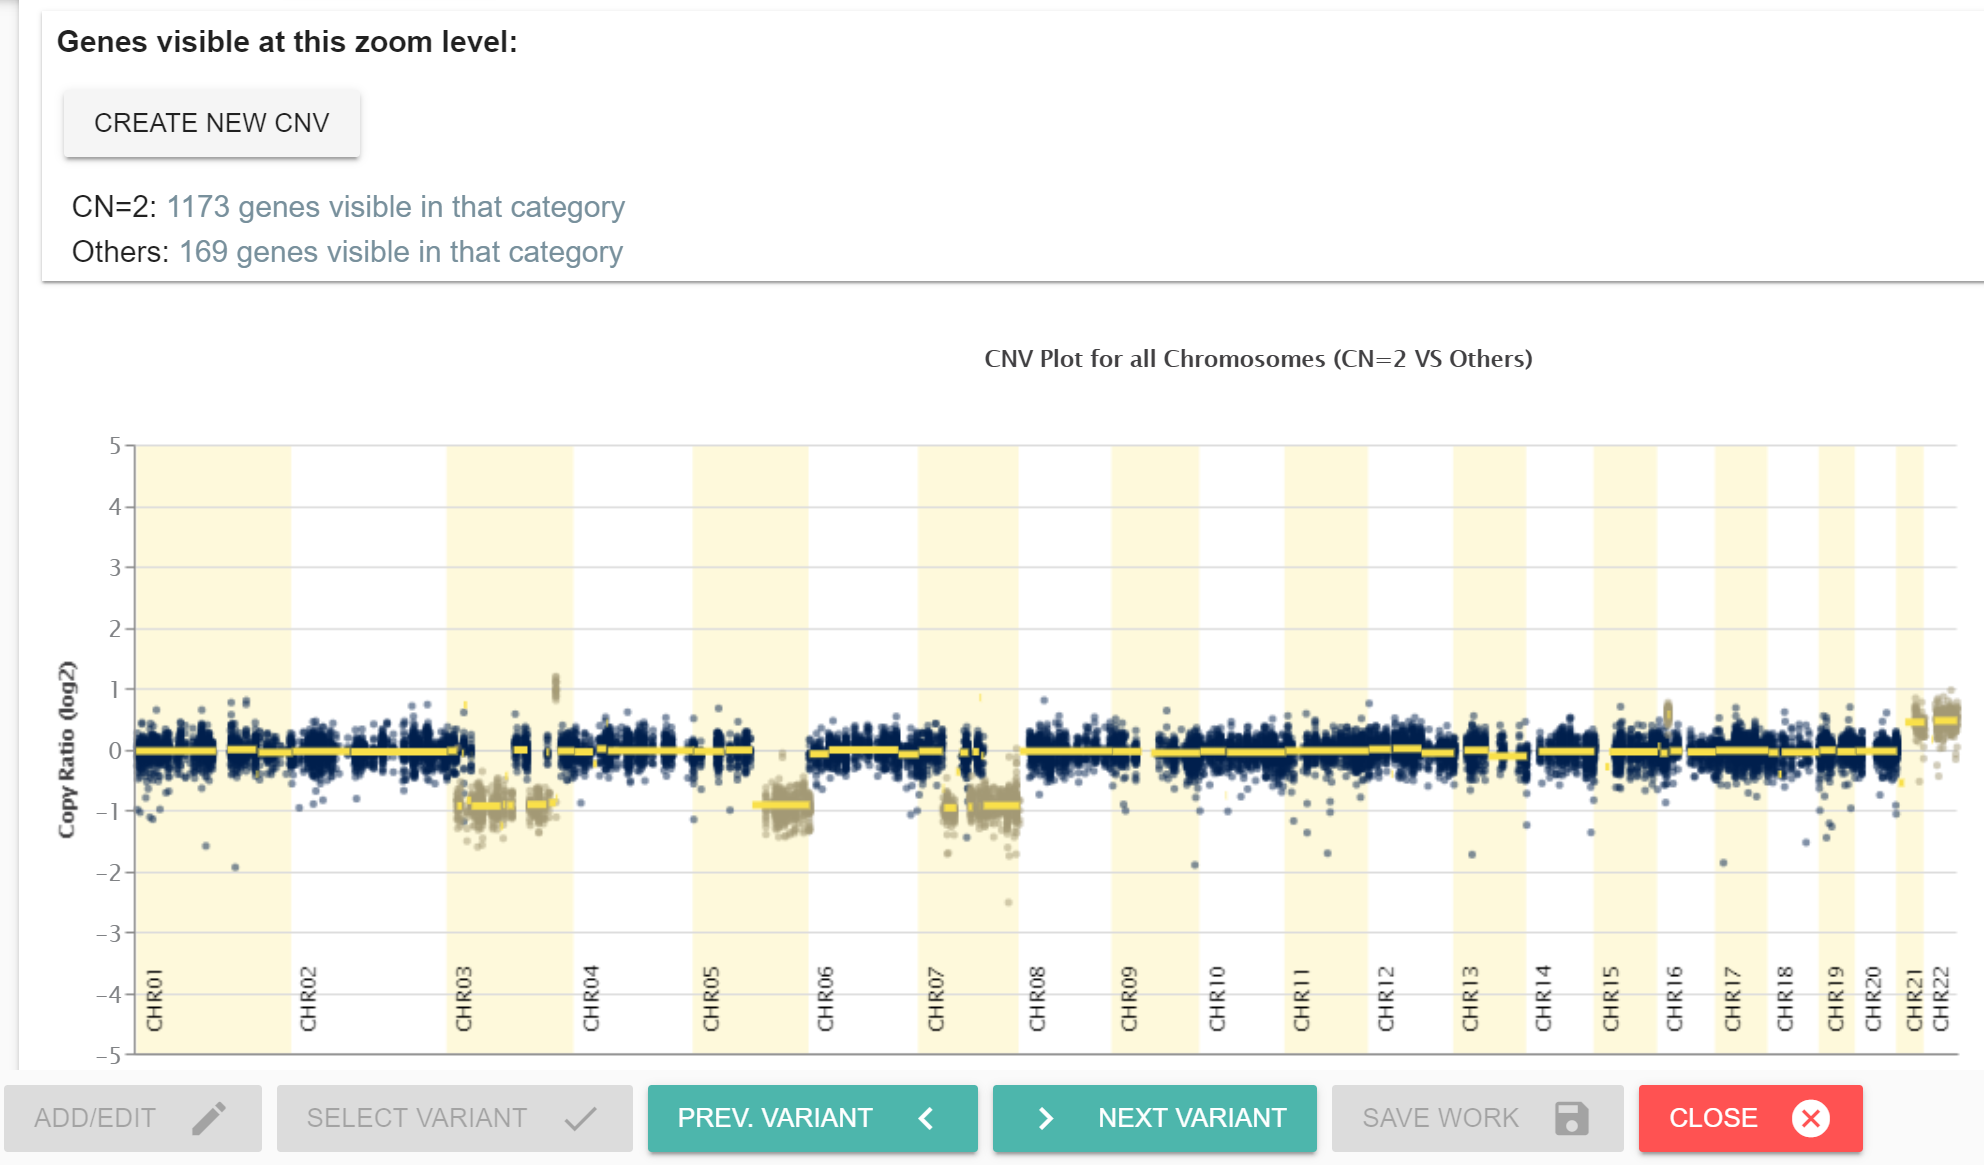 Genes visible at this zoom level:
CREATE NEW CNV
CN=2: 1173 genes visible in that category
Others: 169 genes visible in that category
CNV Plot for all Chromosomes (CN=2 VS Others)
5
4
3
2
1
0
−1
−2
−3
−4
−5
Copy Ratio (log2)
CHR01
CHR02
CHR03
CHR04
CHR05
CHR06
CHR07
CHR08
CHR09
CHR10
CHR11
CHR12
CHR13
CHR14
CHR15
CHR16
CHR17
CHR18
CHR19
CHR20
CHR21
CHR22
ADD/EDIT
SELECT VARIANT
PREV. VARIANT
NEXT VARIANT
SAVE WORK
CLOSE